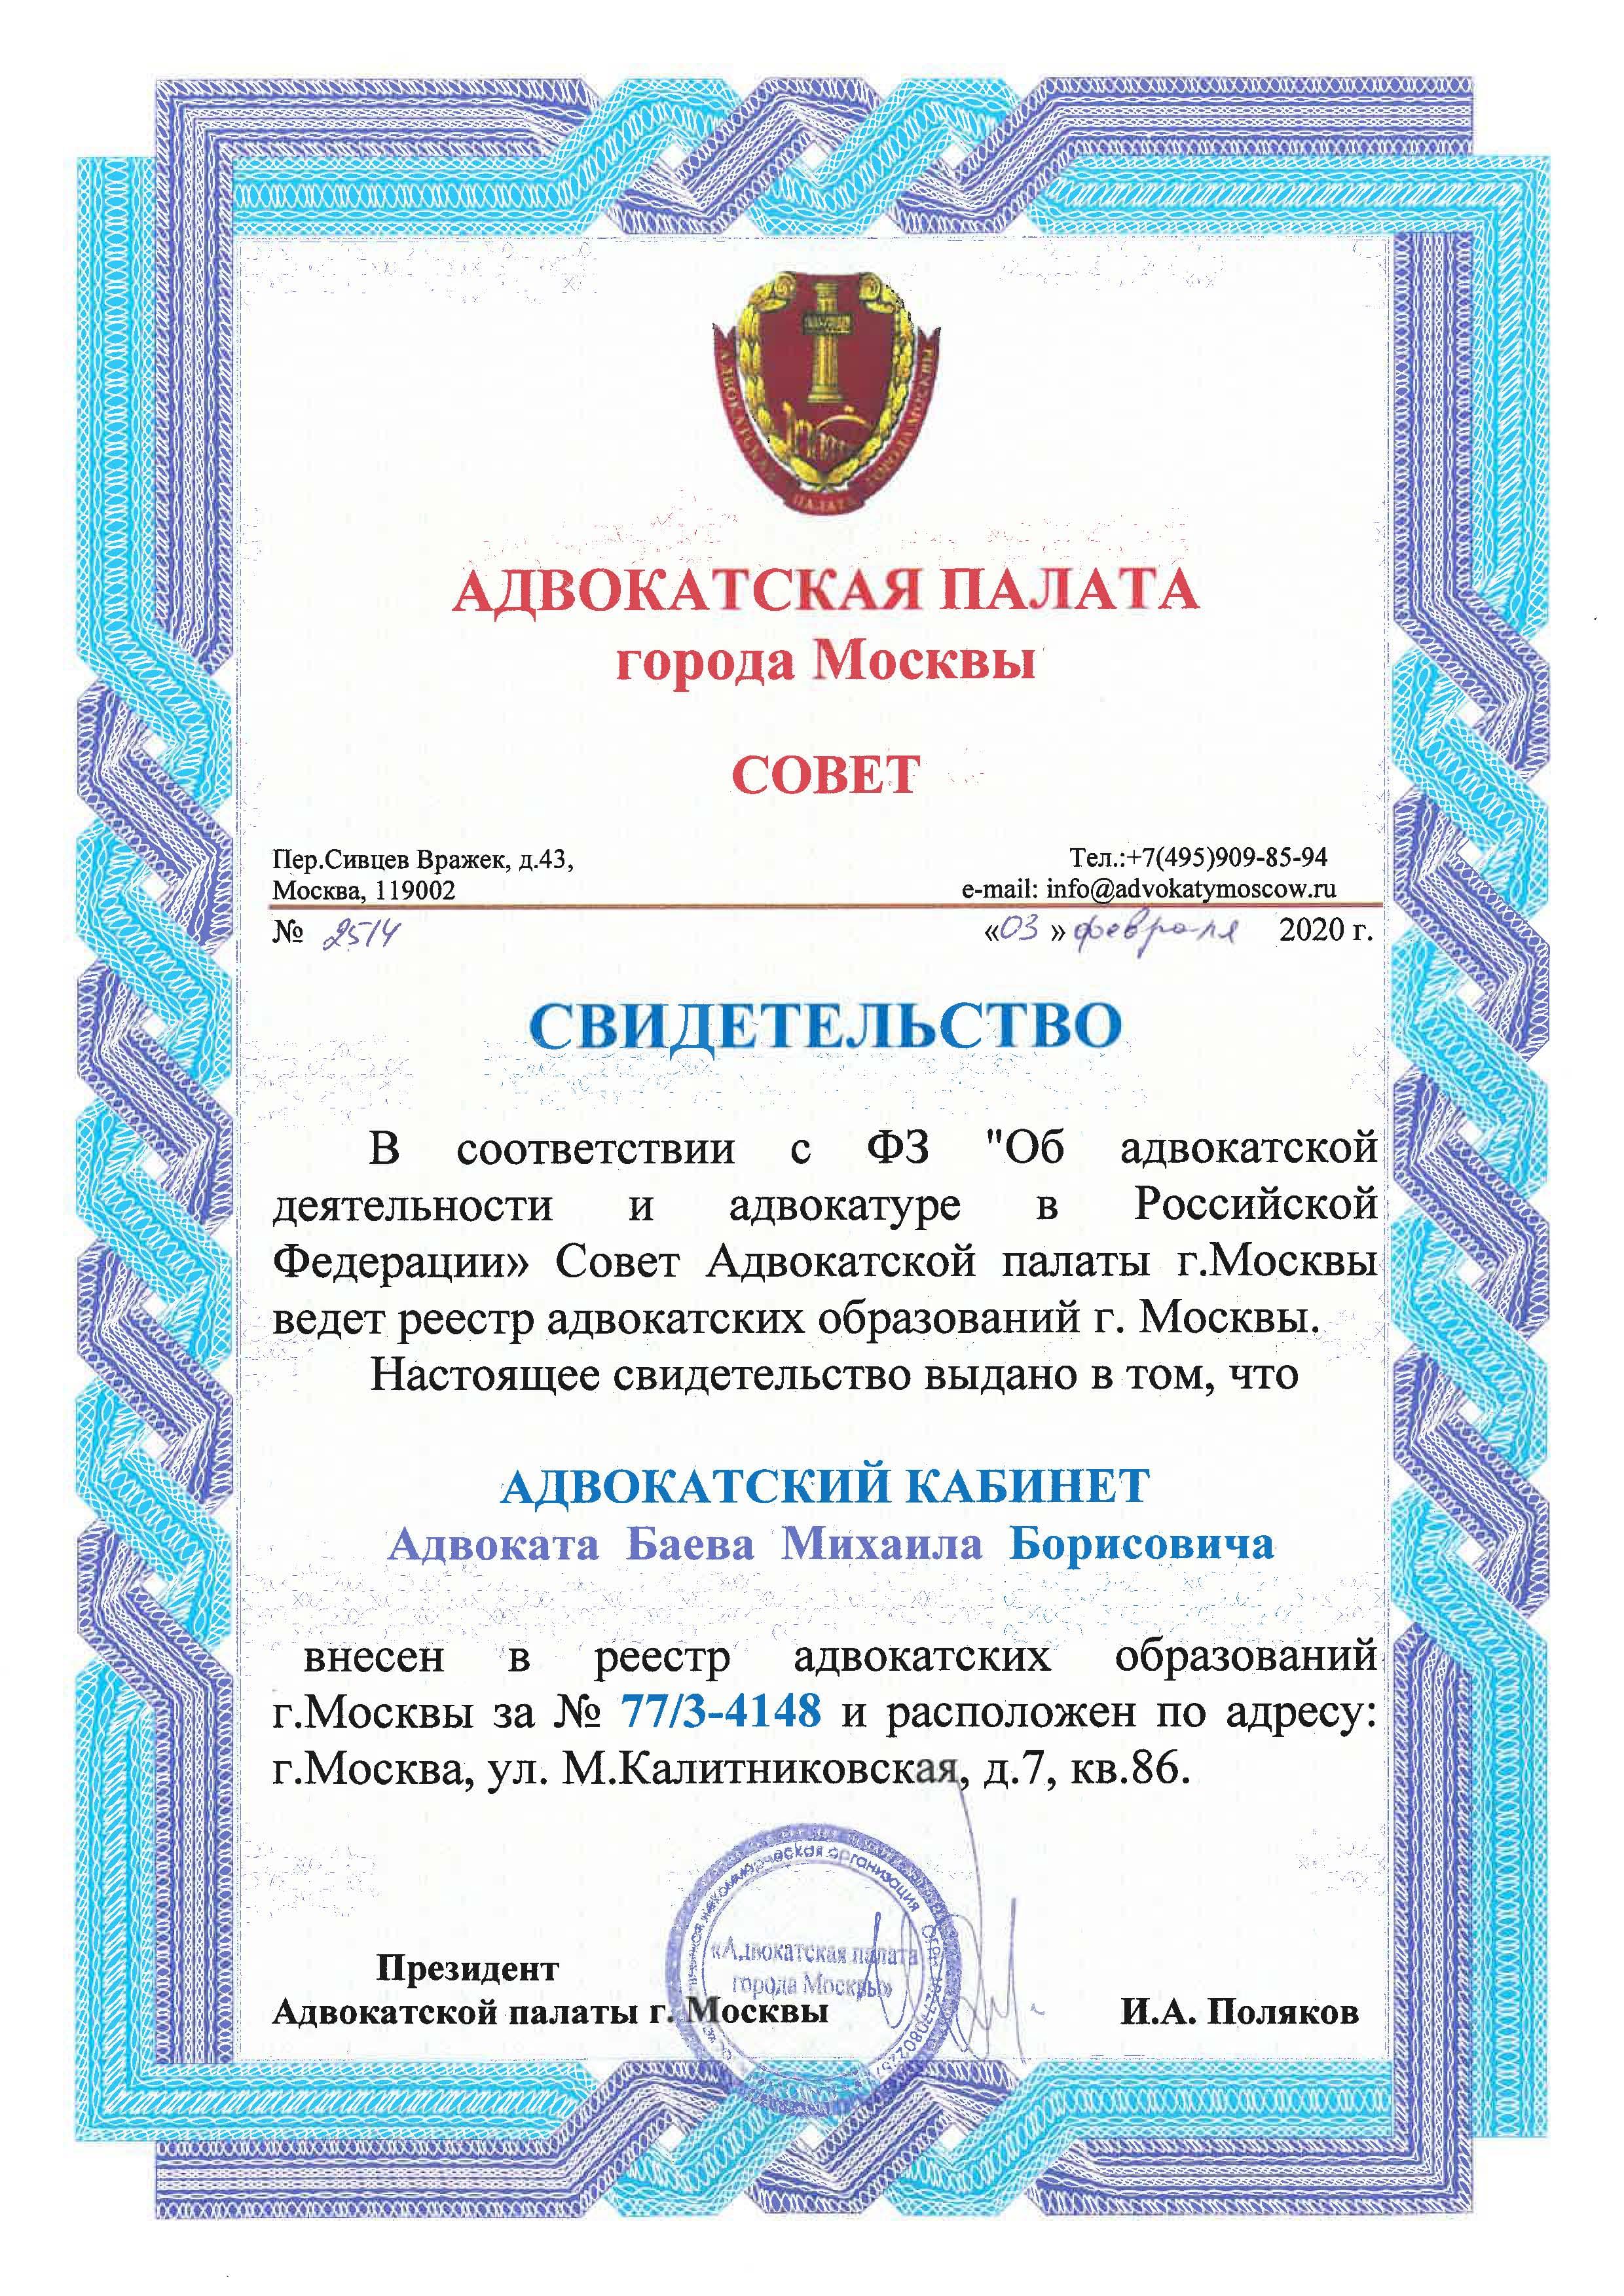 АДВОКАТСКАЯ ПАЛАТА ГОРОДА МОСКВЫ
АДВОКАТСКАЯ ПАЛАТА
города Москвы
СОВЕТ
Пер.Сивцев Вражек, д.43,
Москва, 119002
Тел.:+7(495)909-85-94
e-mail: info@advokatymoscow.ru
№ 2514
«03 » февраля 2020 г.
СВИДЕТЕЛЬСТВО
В соответствии с ФЗ "Об адвокатской
деятельности и адвокатуре в Российской
Федерации» Совет Адвокатской палаты г.Москвы
ведет реестр адвокатских образований г. Москвы.
Настоящее свидетельство выдано в том, что
АДВОКАТСКИЙ КАБИНЕТ
Адвоката Баева Михаила Борисовича
внесен в реестр адвокатских образований
г.Москвы за № 77/3-4148 и расположен по адресу:
г.Москва, ул. М.Калитниковская, д.7, кв.86.
организация
«Адвокатская палата
города Москвы»
Президент
Адвокатской палаты г. Москвы
И.А. Поляков